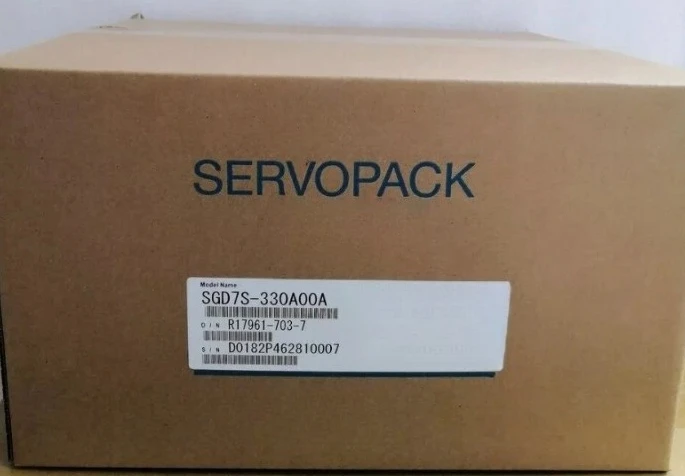 SERVOPACK
Model Name
SGD7S-330A00A
O/N R17961-703-7
S/N D0182P462810007